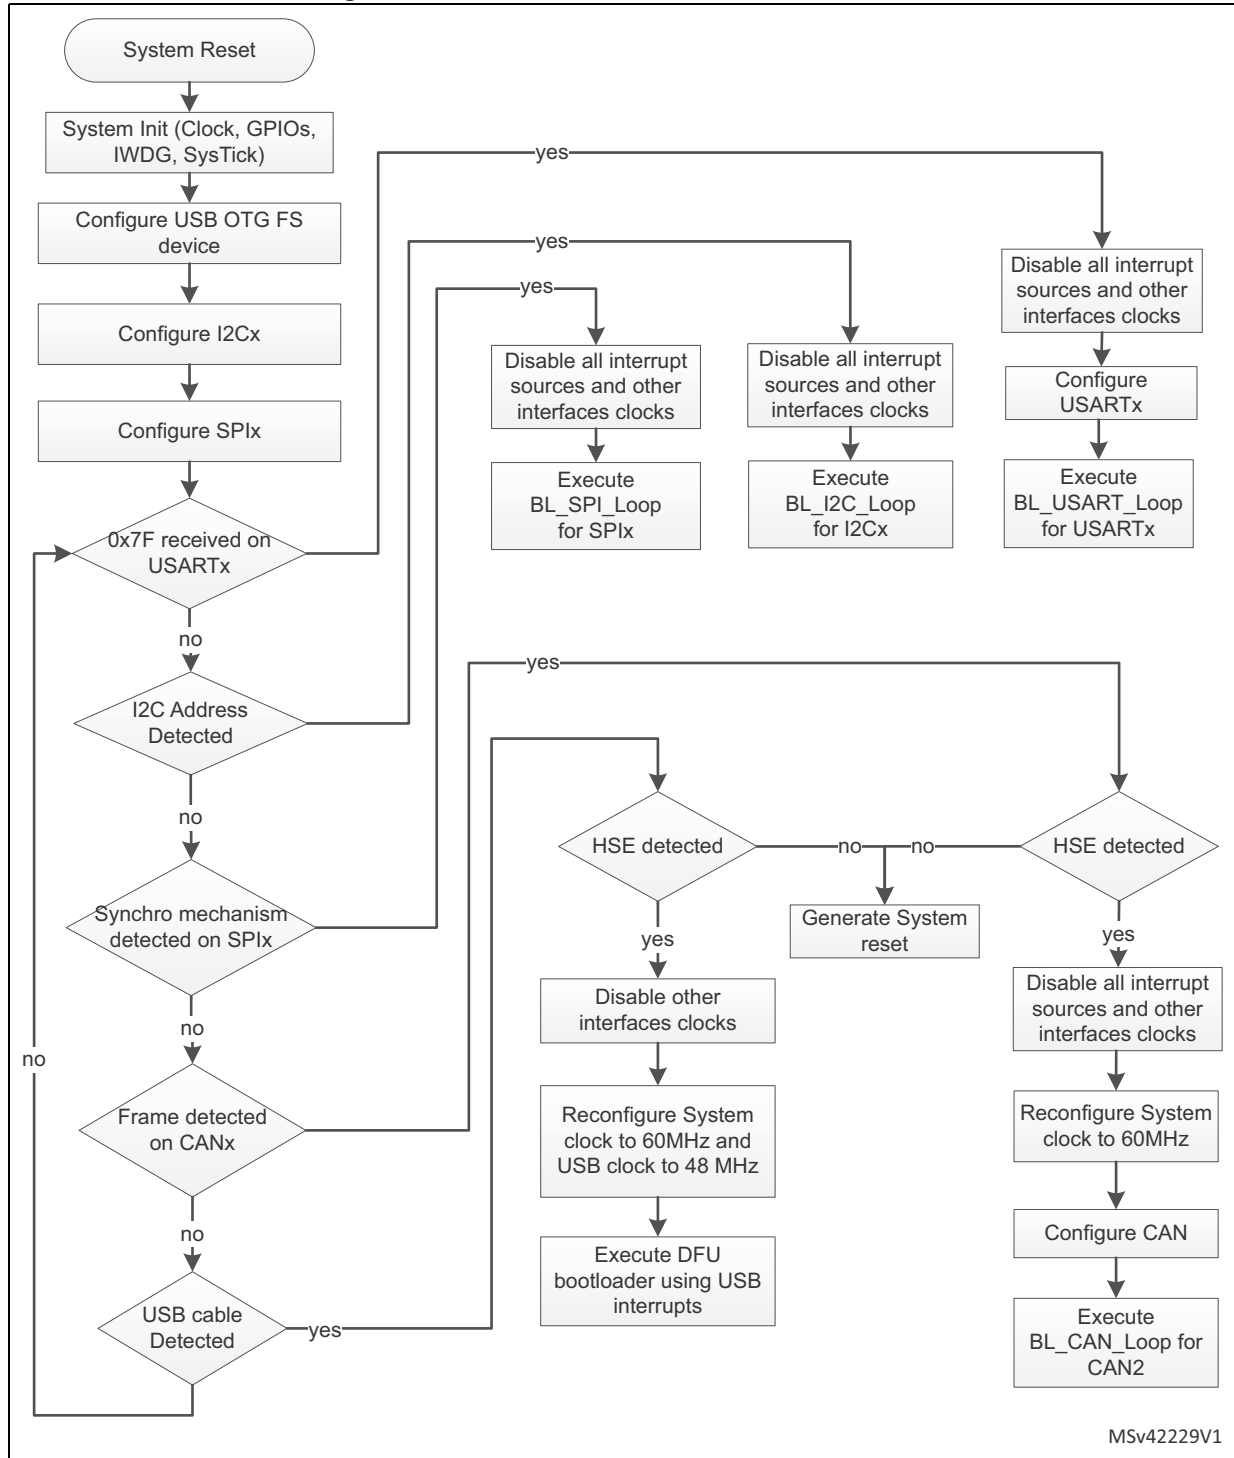 System Reset
System Init (Clock, GPIOs,
IWDG, SysTick)
Configure USB OTG FS
device
Configure I2Cx
Configure SPIx
0x7F received on
USARTx
no
I2C Address
Detected
no
Synchro mechanism
detected on SPIx
no
Frame detected
on CANx
no
USB cable
Detected
no
yes
yes
yes
yes
Disable all interrupt
sources and other
interfaces clocks
Execute
BL_SPI_Loop
for SPIx
Disable all interrupt
sources and other
interfaces clocks
Execute
BL_I2C_Loop
for I2Cx
Disable all interrupt
sources and other
interfaces clocks
Configure
USARTx
Execute
BL_USART_Loop
for USARTx
yes
HSE detected
no
no
HSE detected
Generate System
reset
yes
Disable other
interfaces clocks
Reconfigure System
clock to 60MHz and
USB clock to 48 MHz
Execute DFU
bootloader using USB
interrupts
yes
Disable all interrupt
sources and other
interfaces clocks
Reconfigure System
clock to 60MHz
Configure CAN
Execute
BL_CAN_Loop for
CAN2
MSv42229V1